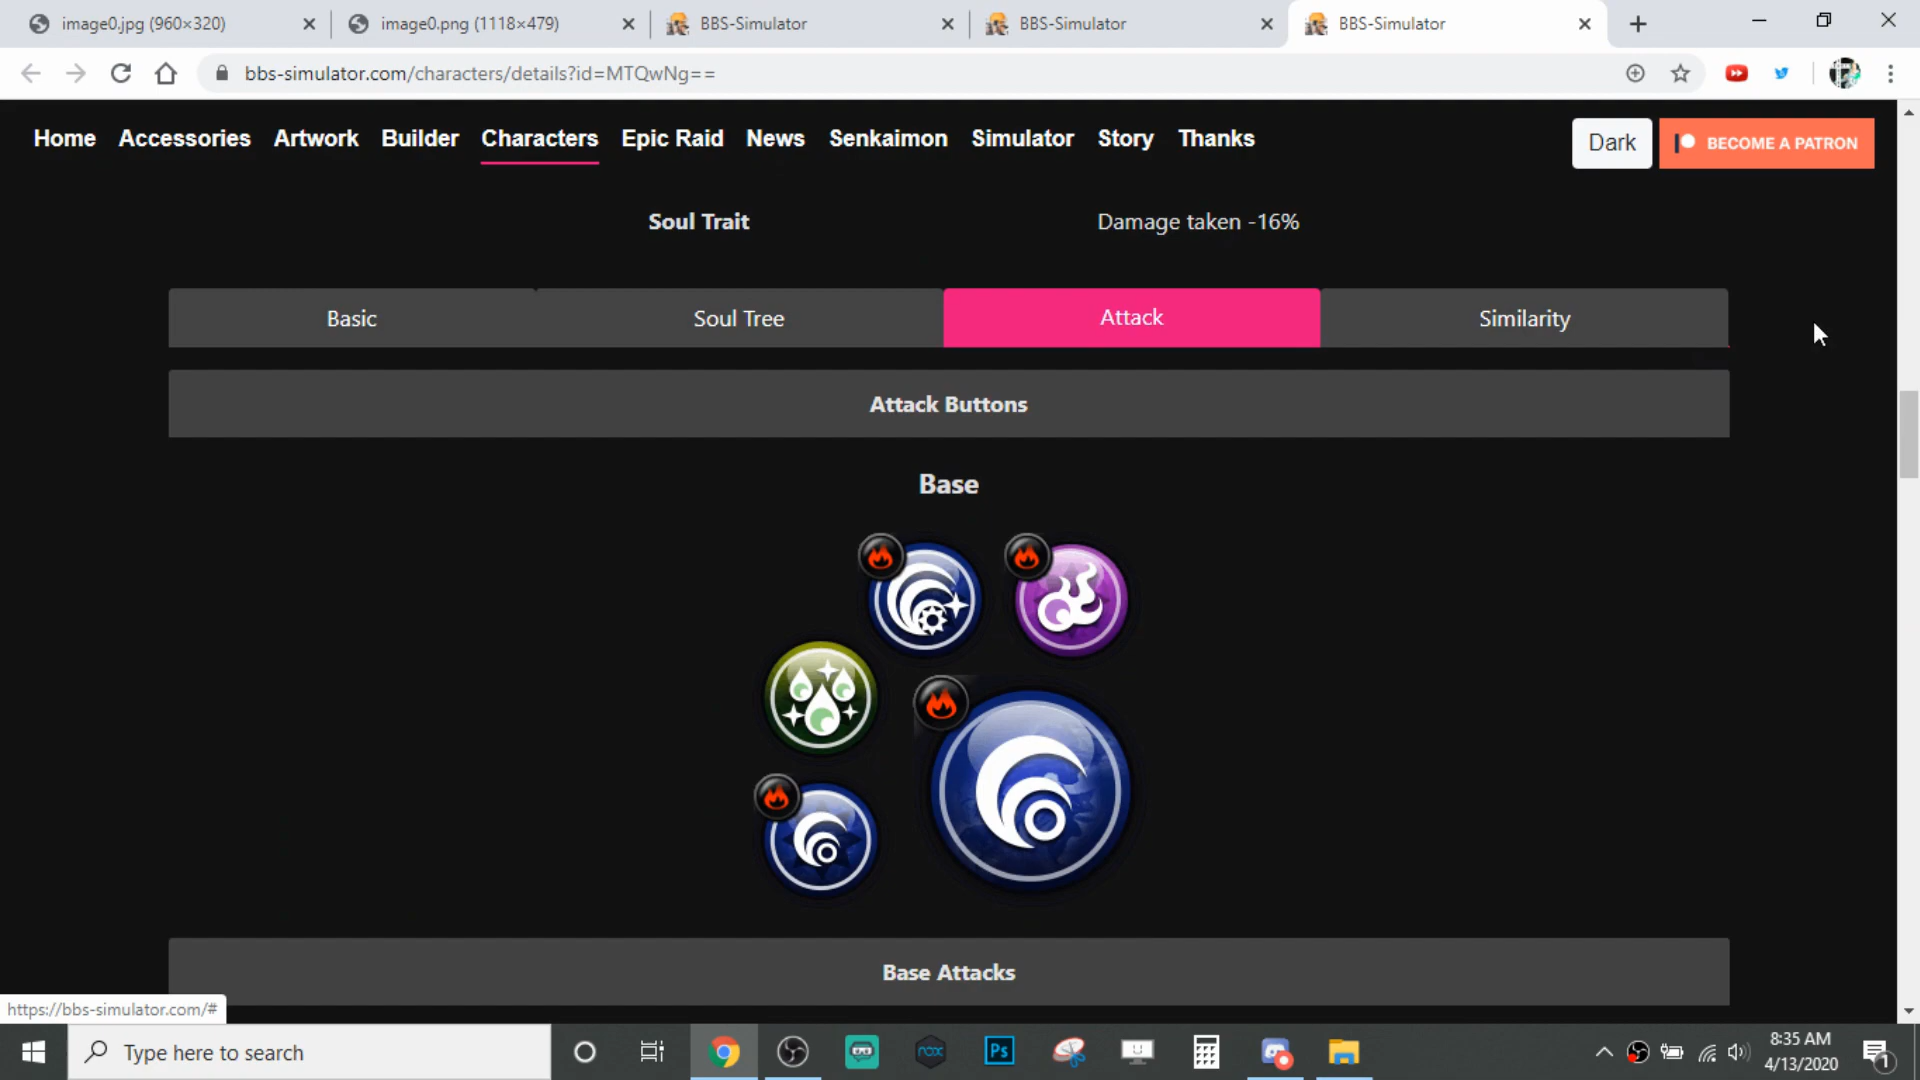 image0.jpg (960×320)
image0.png (1118×479)
BBS-Simulator
BBS-Simulator
BBS-Simulator
bbs-simulator.com/characters/details?id=MTQwNg==
Home Accessories Artwork Builder Characters Epic Raid News Senkaimon Simulator Story Thanks
Dark
BECOME A PATRON
Soul Trait
Damage taken -16%
Basic
Soul Tree
Attack
Similarity
Attack Buttons
Base
Base Attacks
https://bbs-simulator.com/#
Type here to search
nox
Ps
8:35 AM
4/13/2020
1